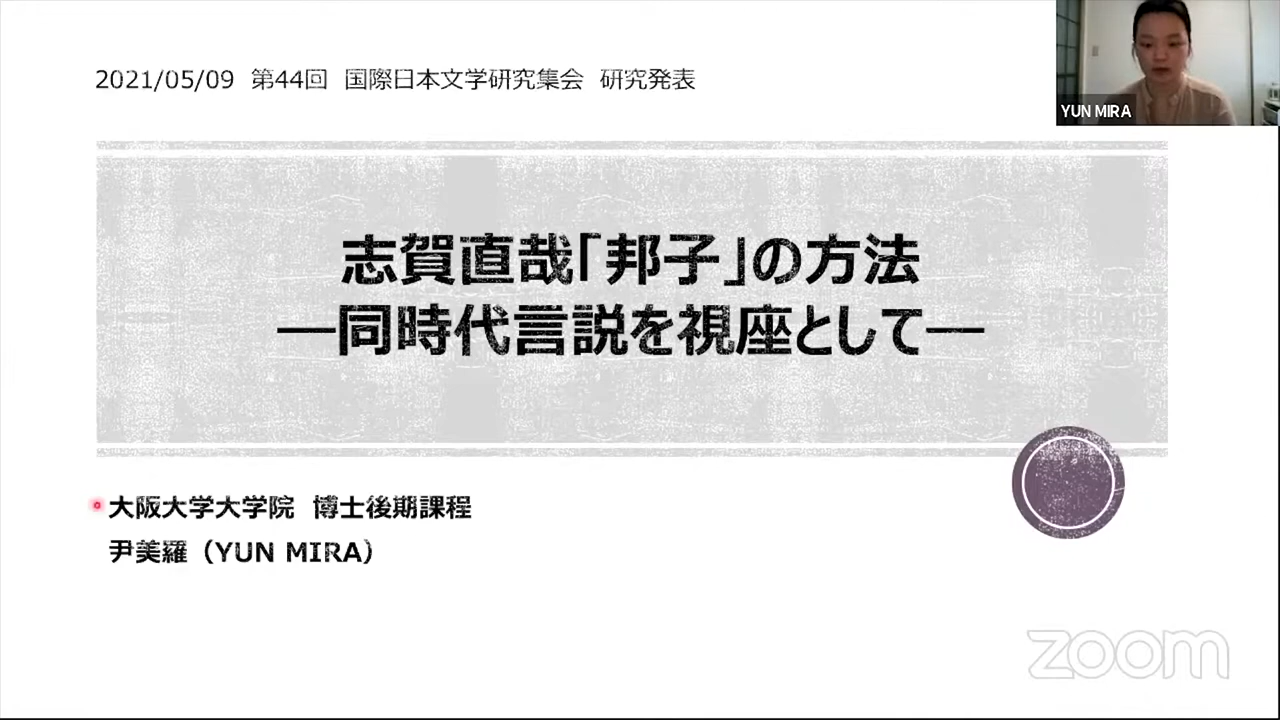 2021/05/09 第44回 国際日本文学研究集会 研究発表
YUN MIRA
志賀直哉「邦子」の方法
―同時代言説を視座として―
大阪大学大学院 博士後期課程
尹美羅（YUN MIRA）
zoom